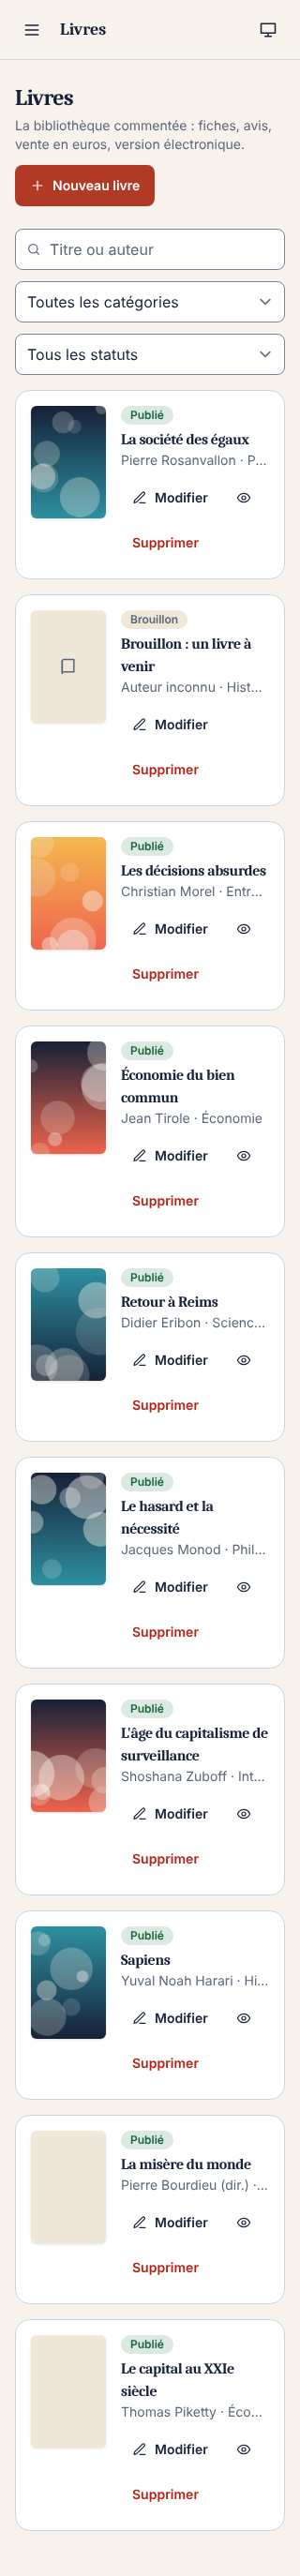 Livres
Livres
La bibliothèque commentée : fiches, avis,
vente en euros, version électronique.
Nouveau livre
Titre ou auteur
Toutes les catégories
Tous les statuts
Publié
La société des égaux
Pierre Rosanvallon · P…
Modifier
Supprimer
Brouillon
Brouillon : un livre à
venir
Auteur inconnu · Hist…
Modifier
Supprimer
Publié
Les décisions absurdes
Christian Morel · Entr…
Modifier
Supprimer
Publié
Économie du bien
commun
Jean Tirole · Économie
Modifier
Supprimer
Publié
Retour à Reims
Didier Eribon · Scienc…
Modifier
Supprimer
Publié
Le hasard et la
nécessité
Jacques Monod · Phil…
Modifier
Supprimer
Publié
L'âge du capitalisme de
surveillance
Shoshana Zuboff · Int…
Modifier
Supprimer
Publié
Sapiens
Yuval Noah Harari · Hi…
Modifier
Supprimer
Publié
La misère du monde
Pierre Bourdieu (dir.) ·…
Modifier
Supprimer
Publié
Le capital au XXIe
siècle
Thomas Piketty · Éco…
Modifier
Supprimer